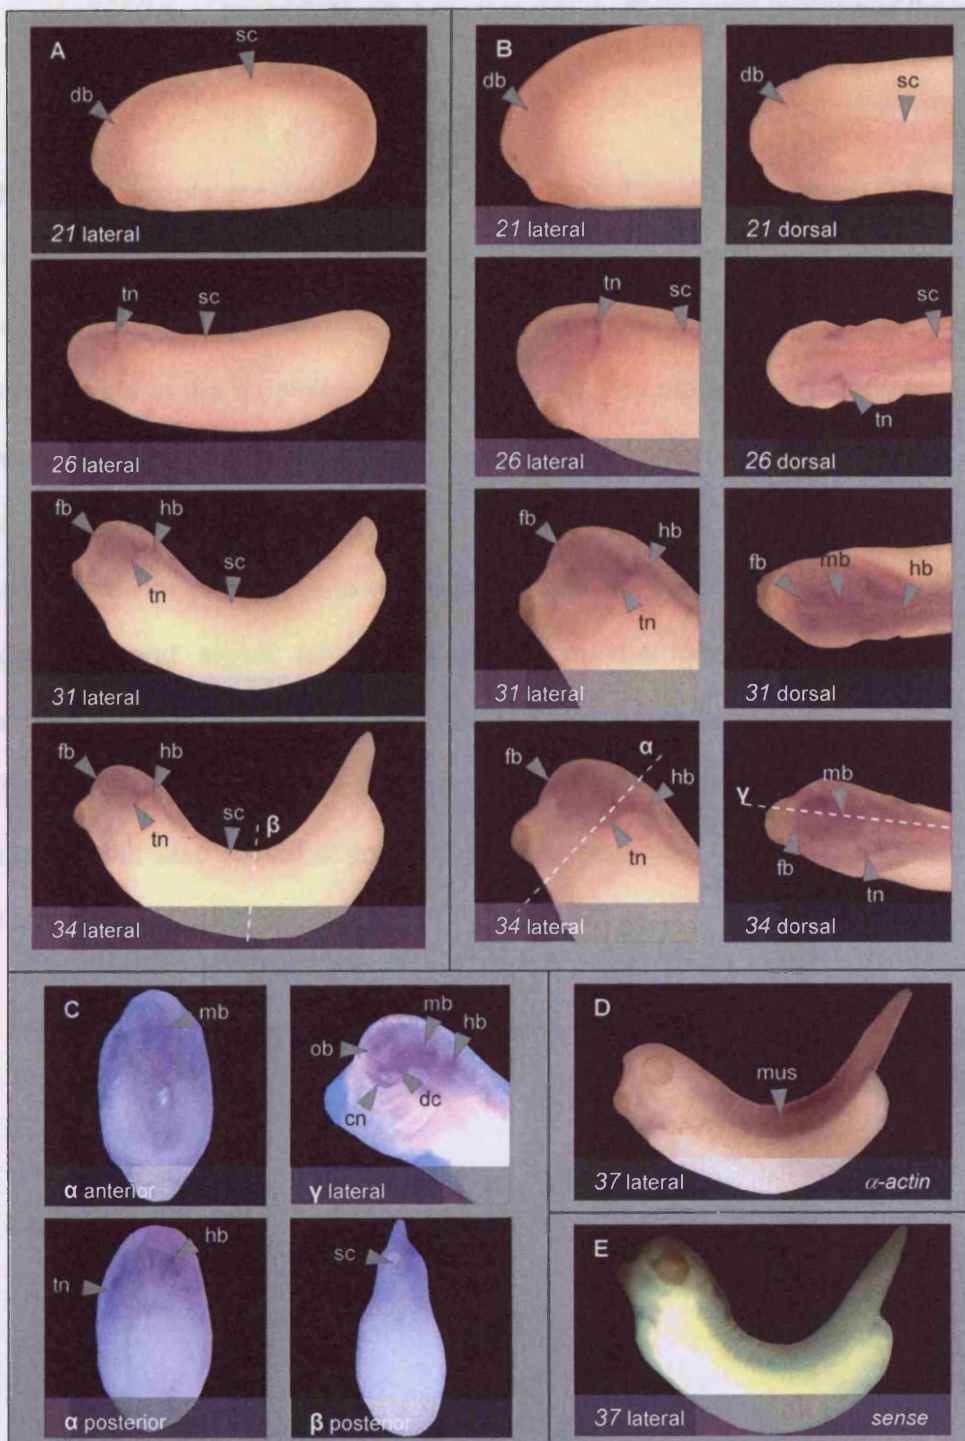 A
sc
db
21 lateral
tn
sc
26 lateral
fb
hb
sc
tn
31 lateral
fb
hb
sc
β
tn
34 lateral
B
db
21 lateral
db
sc
21 dorsal
tn
sc
26 lateral
sc
tn
26 dorsal
fb
hb
tn
31 lateral
fb
mb
hb
31 dorsal
α
fb
hb
tn
34 lateral
mb
γ
fb
tn
34 dorsal
C
mb
α anterior
mb
hb
ob
cn
dc
γ lateral
hb
tn
α posterior
sc
β posterior
D
mus
37 lateral
α-actin
E
37 lateral
sense